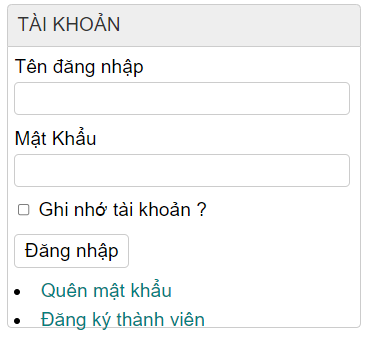 TÀI KHOẢN
Tên đăng nhập
Mật Khẩu
Ghi nhớ tài khoản ?
Đăng nhập
Quên mật khẩu
Đăng ký thành viên